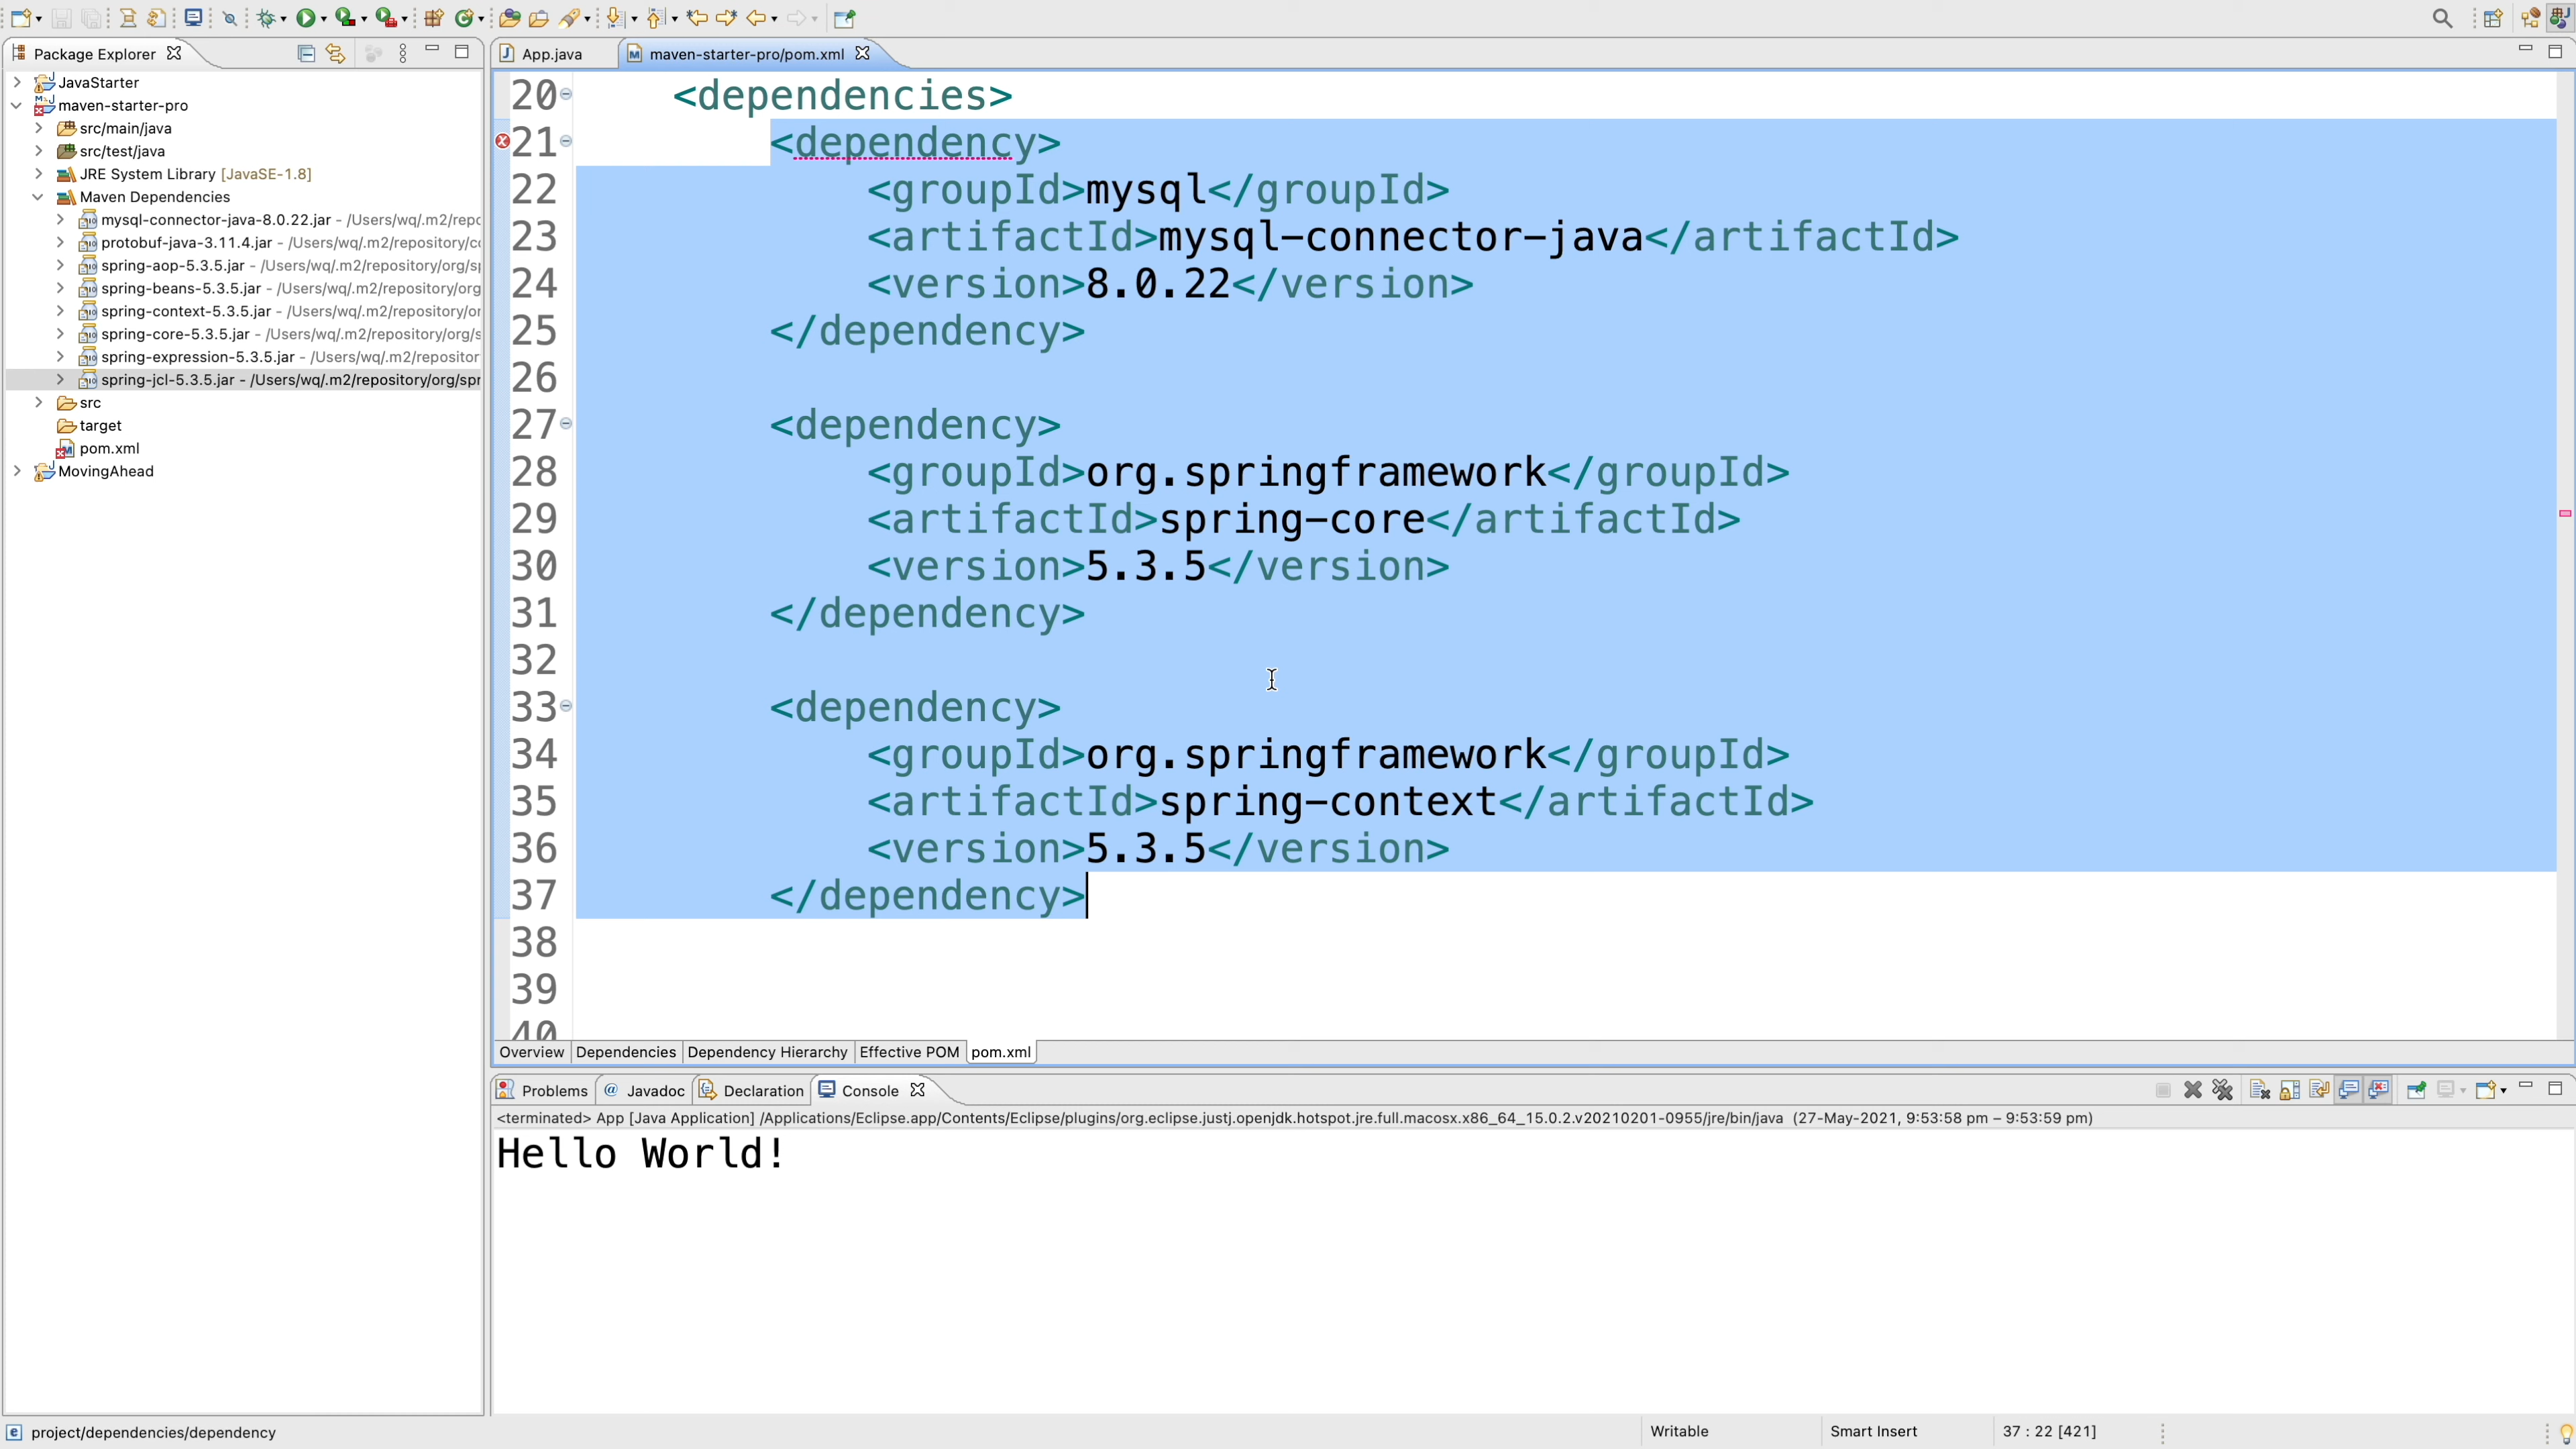 Package Explorer
JavaStarter
maven-starter-pro
src/main/java
src/test/java
JRE System Library [JavaSE-1.8]
Maven Dependencies
mysql-connector-java-8.0.22.jar - /Users/wq/.m2/repo
protobuf-java-3.11.4.jar - /Users/wq/.m2/repository/co
spring-aop-5.3.5.jar - /Users/wq/.m2/repository/org/sp
spring-beans-5.3.5.jar - /Users/wq/.m2/repository/org
spring-context-5.3.5.jar - /Users/wq/.m2/repository/or
spring-core-5.3.5.jar - /Users/wq/.m2/repository/org/s
spring-expression-5.3.5.jar - /Users/wq/.m2/repositor
spring-jcl-5.3.5.jar - /Users/wq/.m2/repository/org/spr
src
target
pom.xml
MovingAhead
App.java maven-starter-pro/pom.xml
20 <dependencies>
21 <dependency>
22 <groupId>mysql</groupId>
23 <artifactId>mysql-connector-java</artifactId>
24 <version>8.0.22</version>
25 </dependency>
26
27 <dependency>
28 <groupId>org.springframework</groupId>
29 <artifactId>spring-core</artifactId>
30 <version>5.3.5</version>
31 </dependency>
32
33 <dependency>
34 <groupId>org.springframework</groupId>
35 <artifactId>spring-context</artifactId>
36 <version>5.3.5</version>
37 </dependency>
38
39
40
Overview Dependencies Dependency Hierarchy Effective POM pom.xml
Problems @ Javadoc Declaration Console
<terminated> App [Java Application] /Applications/Eclipse.app/Contents/Eclipse/plugins/org.eclipse.justj.openjdk.hotspot.jre.full.macosx.x86_64_15.0.2.v20210201-0955/jre/bin/java (27-May-2021, 9:53:58 pm – 9:53:59 pm)
Hello World!
project/dependencies/dependency Writable Smart Insert 37 : 22 [421]